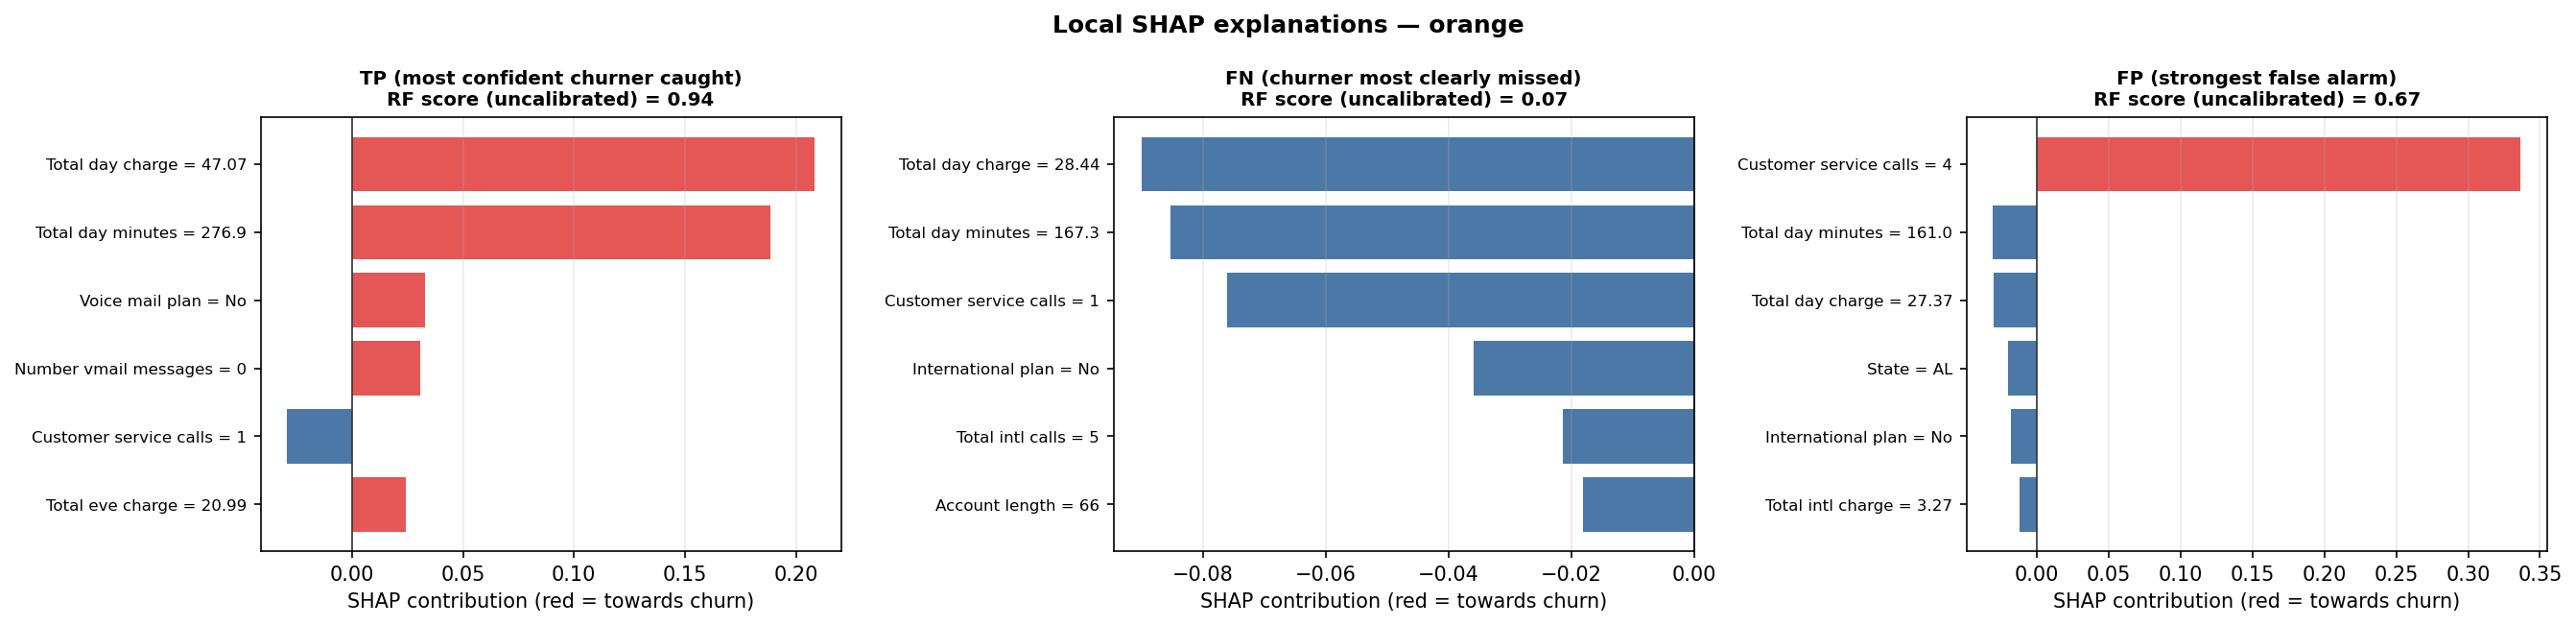 Local SHAP explanations — orange
TP (most confident churner caught)
RF score (uncalibrated) = 0.94
Total day charge = 47.07
Total day minutes = 276.9
Voice mail plan = No
Number vmail messages = 0
Customer service calls = 1
Total eve charge = 20.99
0.00 0.05 0.10 0.15 0.20
SHAP contribution (red = towards churn)
FN (churner most clearly missed)
RF score (uncalibrated) = 0.07
Total day charge = 28.44
Total day minutes = 167.3
Customer service calls = 1
International plan = No
Total intl calls = 5
Account length = 66
−0.08 −0.06 −0.04 −0.02 0.00
SHAP contribution (red = towards churn)
FP (strongest false alarm)
RF score (uncalibrated) = 0.67
Customer service calls = 4
Total day minutes = 161.0
Total day charge = 27.37
State = AL
International plan = No
Total intl charge = 3.27
0.00 0.05 0.10 0.15 0.20 0.25 0.30 0.35
SHAP contribution (red = towards churn)